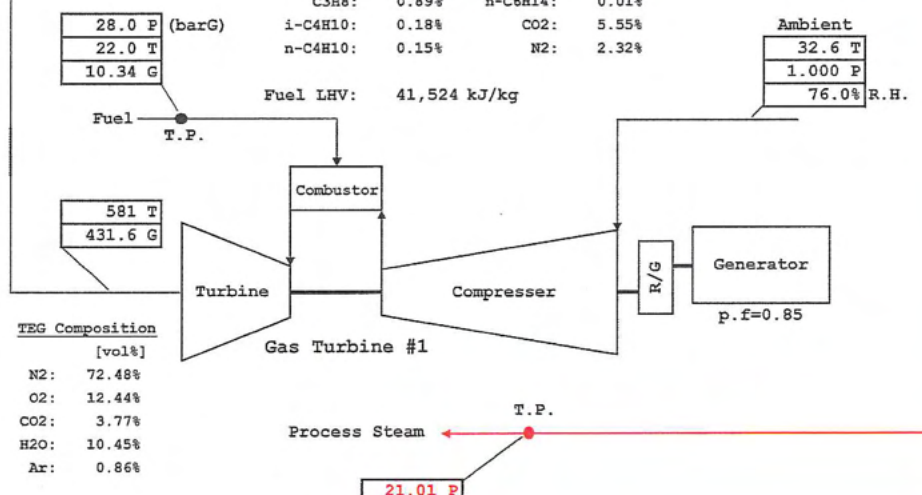 C3H8: 0.89% n-C6H14: 0.01%
28.0 P (barG) i-C4H10: 0.18% CO2: 5.55% Ambient
22.0 T n-C4H10: 0.15% N2: 2.32% 32.6 T
10.34 G 1.000 P
Fuel LHV: 41,524 kJ/kg 76.0% R.H.
Fuel
T.P.
Combustor
581 T
431.6 G
Turbine Compresser R/G Generator
p.f=0.85
TEG Composition
[vol%] Gas Turbine #1
N2: 72.48%
O2: 12.44%
CO2: 3.77% T.P.
H2O: 10.45% Process Steam
Ar: 0.86%
21.01 P